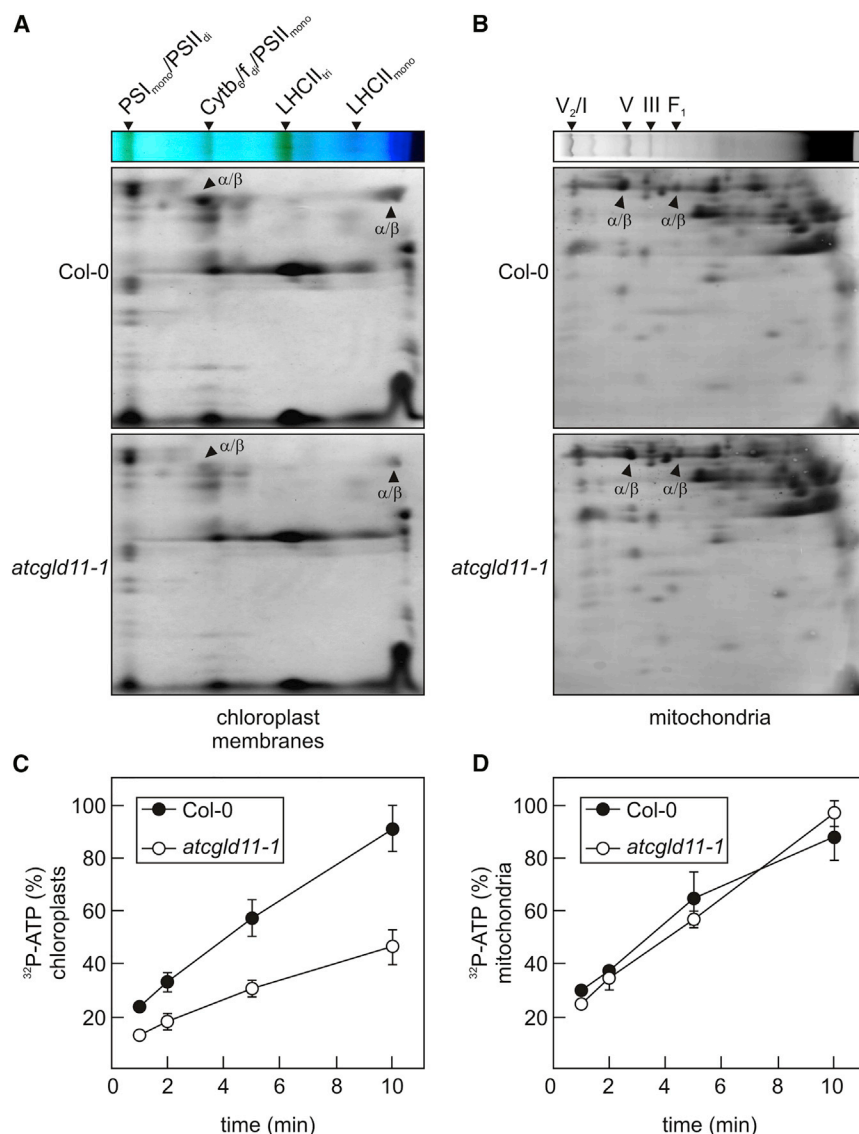 A
PSImono/PSIIdi
Cytb6/fdi/PSIImono
LHCIItri
LHCIImono
Col-0
α/β
α/β
atcgld11-1
α/β
α/β
chloroplast
membranes
B
V2/I
V
III
F1
Col-0
α/β
α/β
atcgld11-1
α/β
α/β
mitochondria
C
32P-ATP (%)
chloroplasts
100
80
60
40
20
Col-0
atcgld11-1
0 2 4 6 8 10
time (min)
D
32P-ATP (%)
mitochondria
100
80
60
40
20
Col-0
atcgld11-1
0 2 4 6 8 10
time (min)